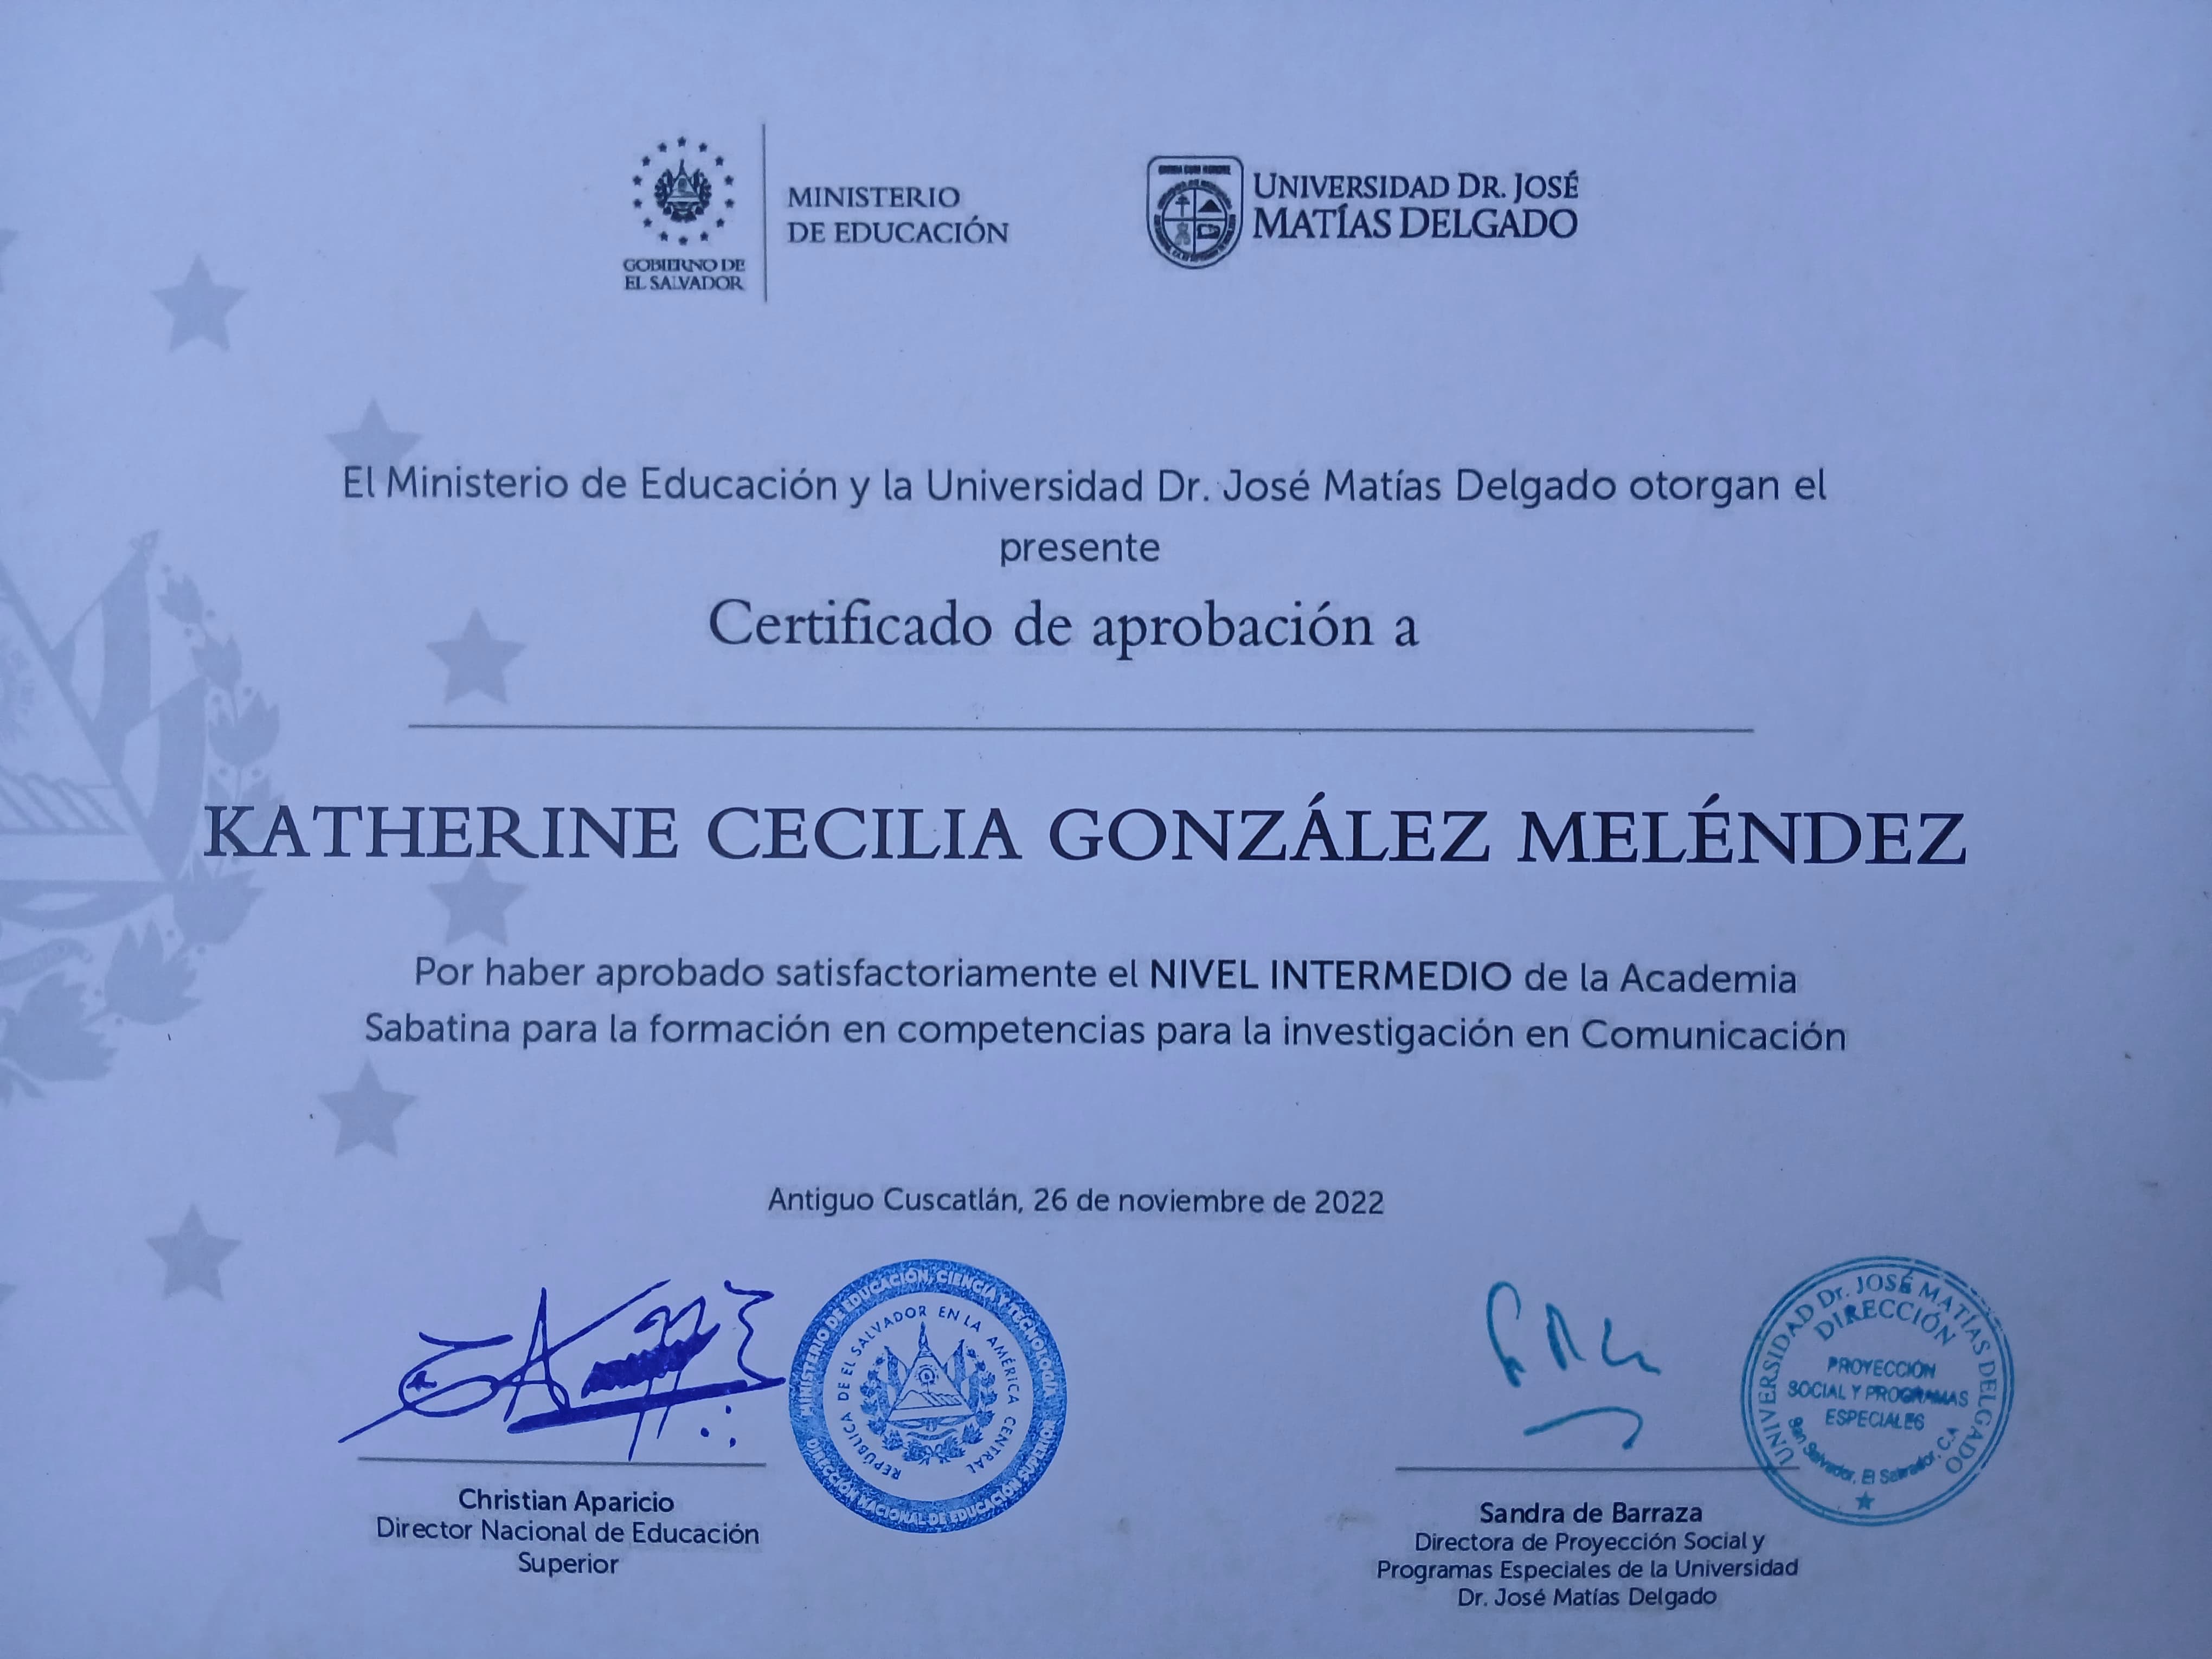 GOBIERNO DE
EL SALVADOR
MINISTERIO
DE EDUCACIÓN
UNIVERSIDAD DR. JOSÉ
MATÍAS DELGADO
El Ministerio de Educación y la Universidad Dr. José Matías Delgado otorgan el
presente
Certificado de aprobación a
KATHERINE CECILIA GONZÁLEZ MELÉNDEZ
Por haber aprobado satisfactoriamente el NIVEL INTERMEDIO de la Academia
Sabatina para la formación en competencias para la investigación en Comunicación
Antiguo Cuscatlán, 26 de noviembre de 2022
MINISTERIO DE EDUCACIÓN, CIENCIA Y TECNOLOGIA
DIRECCIÓN NACIONAL DE EDUCACIÓN SUPERIOR
REPÚBLICA DE EL SALVADOR EN LA AMÉRICA CENTRAL
Christian Aparicio
Director Nacional de Educación
Superior
UNIVERSIDAD Dr. JOSÉ MATÍAS DELGADO
DIRECCIÓN
PROYECCIÓN
SOCIAL Y PROGRAMAS
ESPECIALES
San Salvador, El Salvador, C.A
Sandra de Barraza
Directora de Proyección Social y
Programas Especiales de la Universidad
Dr. José Matías Delgado